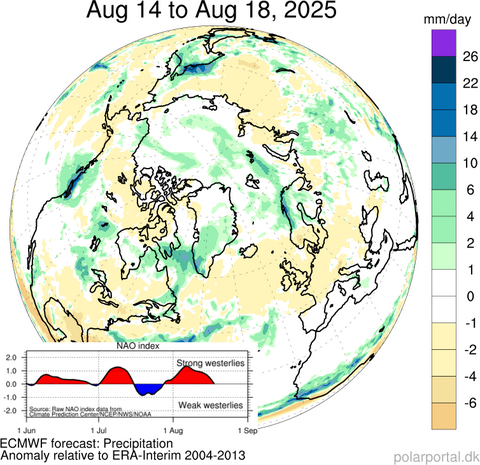 Aug 14 to Aug 18, 2025
mm/day
26
22
18
14
10
6
4
2
1
0
-1
-2
-4
-6
NAO index
2.0
1.0
0.0
-1.0
-2.0
Strong westerlies
Weak westerlies
Source: Raw NAO index data from
Climate Prediction Center/NCEP/NWS/NOAA
1 Jun
1 Jul
1 Aug
1 Sep
ECMWF forecast: Precipitation
Anomaly relative to ERA-Interim 2004-2013
polarportal.dk